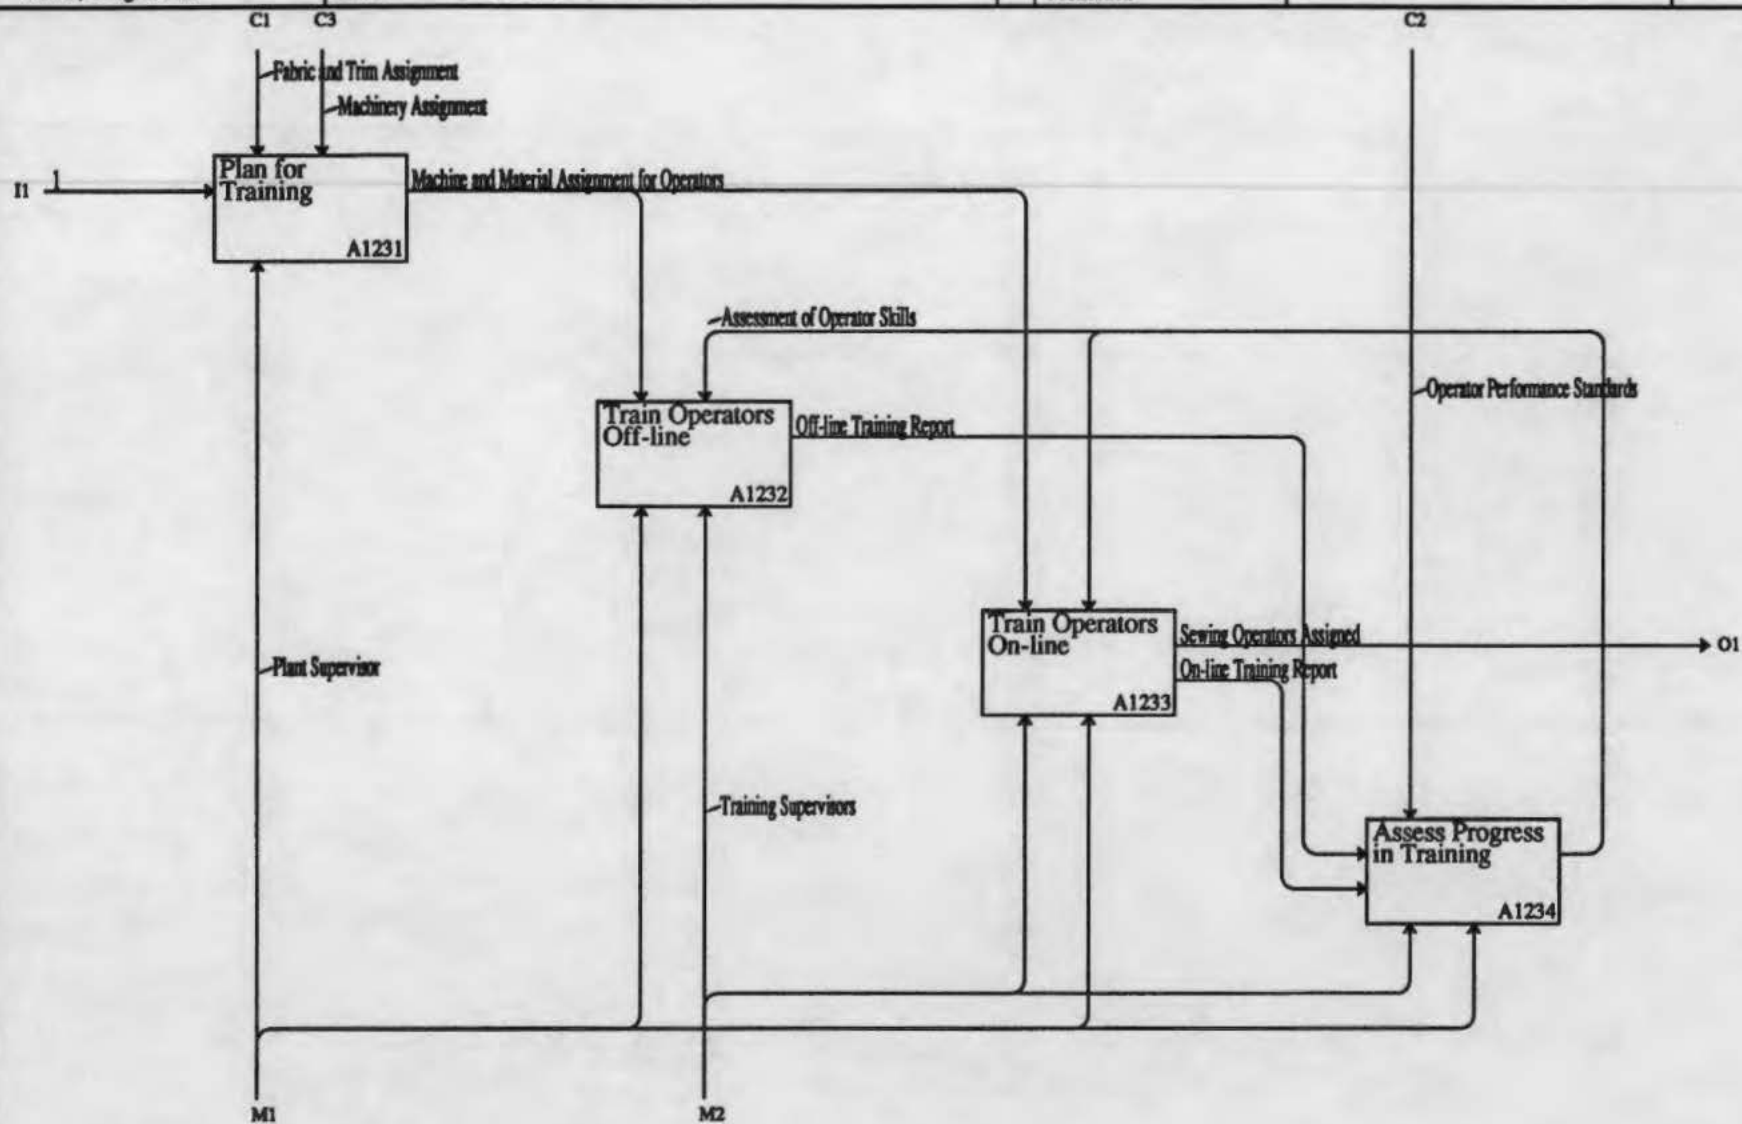 C1 C3 C2
Fabric and Trim Assignment
Machinery Assignment
I1 1
Plan for
Training
A1231
Machine and Material Assignment for Operators
Assessment of Operator Skills
Operator Performance Standards
Train Operators
Off-line
A1232
Off-line Training Report
Train Operators
On-line
A1233
Sewing Operators Assigned
O1
On-line Training Report
Plant Supervisor
Training Supervisors
Assess Progress
in Training
A1234
M1 M2